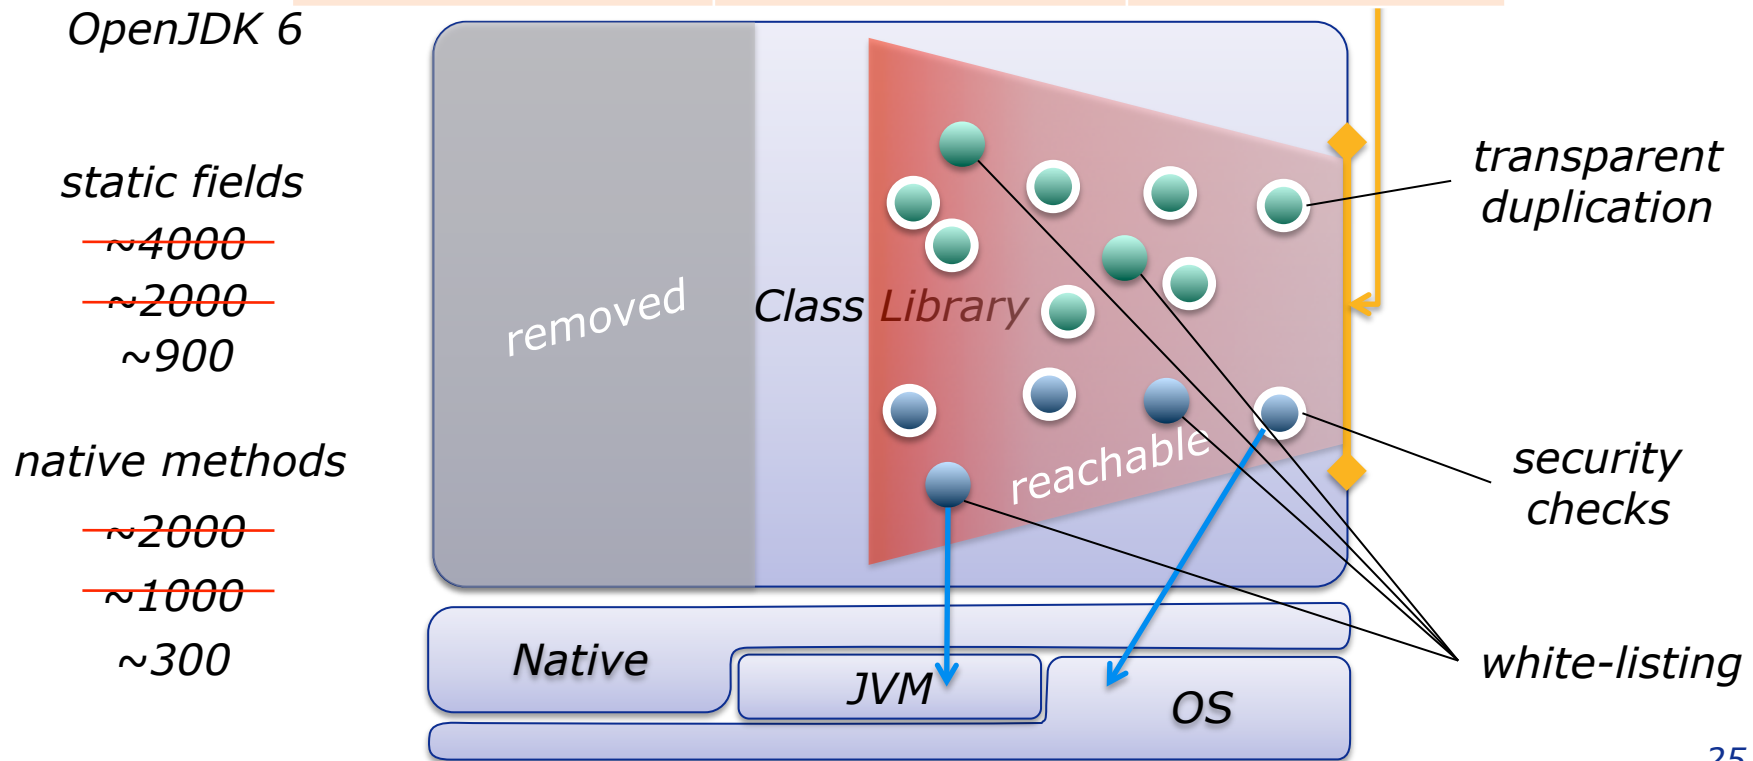 OpenJDK 6
static fields
~4000
~2000
~900
native methods
~2000
~1000
~300
removed
Class Library
reachable
transparent
duplication
security
checks
white-listing
Native
JVM
OS
25